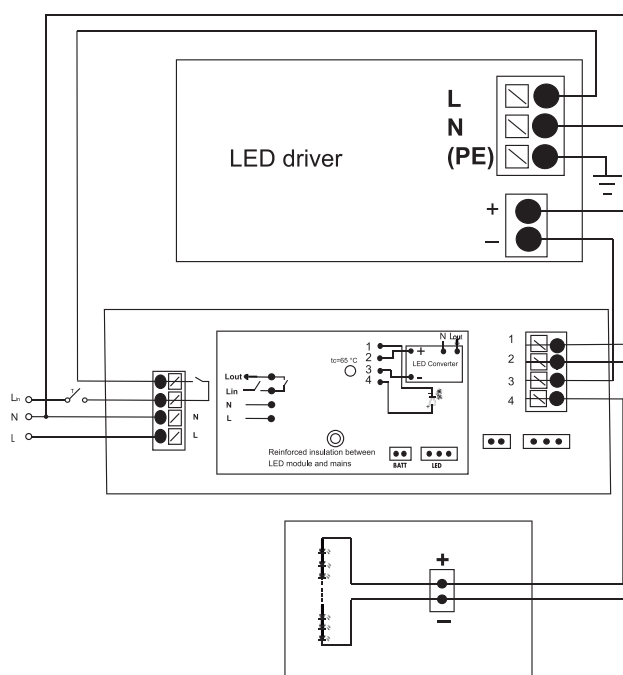 L
N
(PE)
LED driver
+
–
1
2
3
4
tc=65 °C
+
–
N Lout
LED Converter
Lout
Lin
N
L
1
2
3
4
Lin
N
L
N
L
Reinforced insulation between
LED module and mains
BATT
LED
+
–